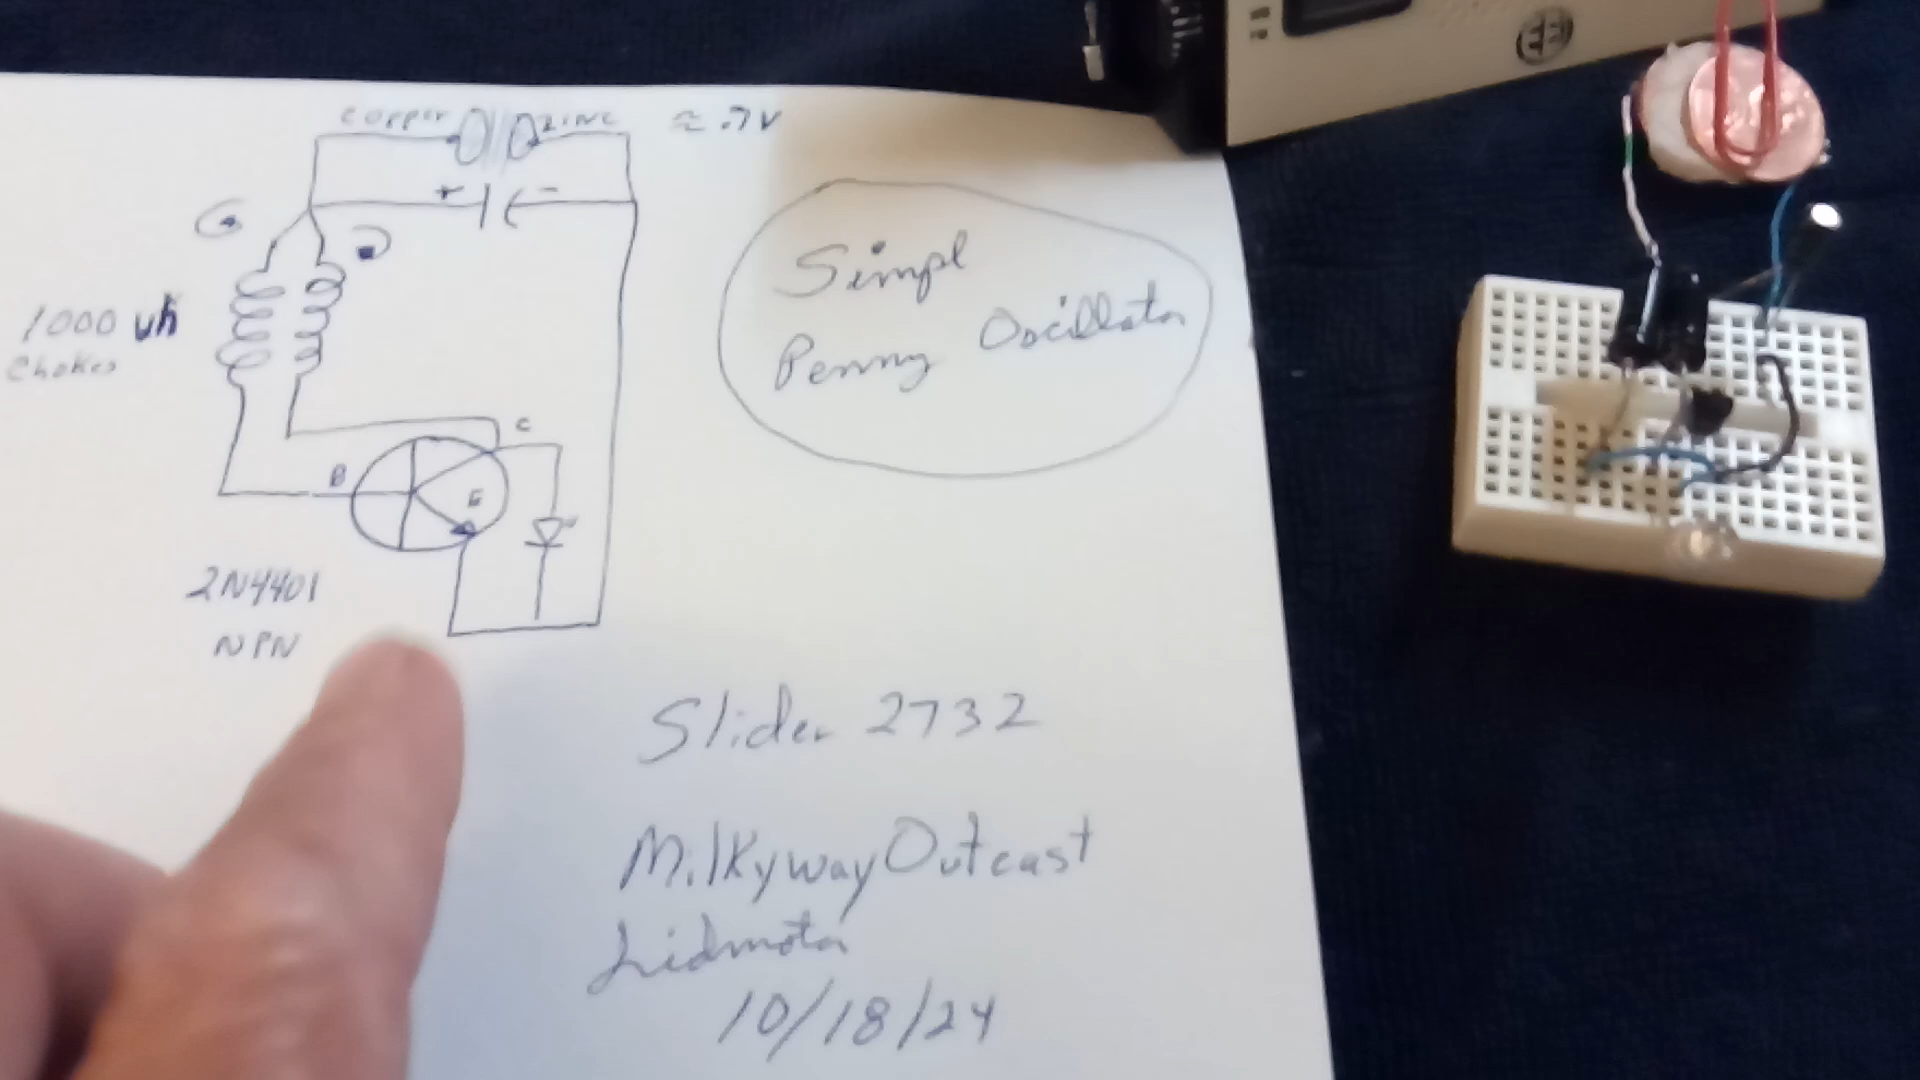 copper zinc ≈ .7V
+ -
1000 uh
Chokes
Simpl
Penny Oscillator
C
B
E
2N4401
NPN
Slider 2732
MilkywayOutcast
Lidmotor
10/18/24